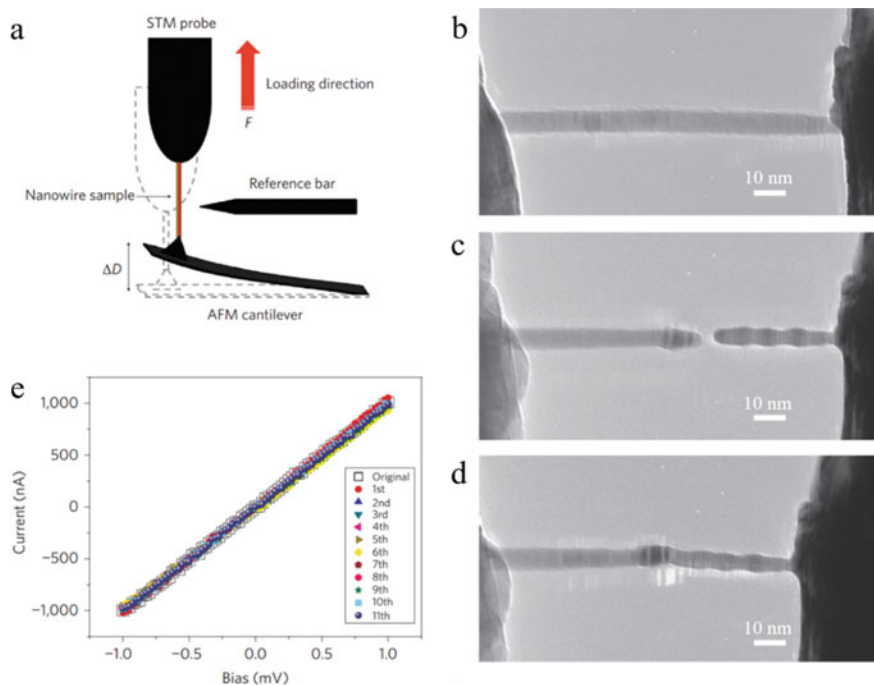 a
STM probe
Loading direction
F
Nanowire sample
Reference bar
ΔD
AFM cantilever
b
10 nm
c
10 nm
d
10 nm
e
1,000
500
0
−500
−1,000
Current (nA)
−1.0
−0.5
0.0
0.5
1.0
Bias (mV)
Original
1st
2nd
3rd
4th
5th
6th
7th
8th
9th
10th
11th